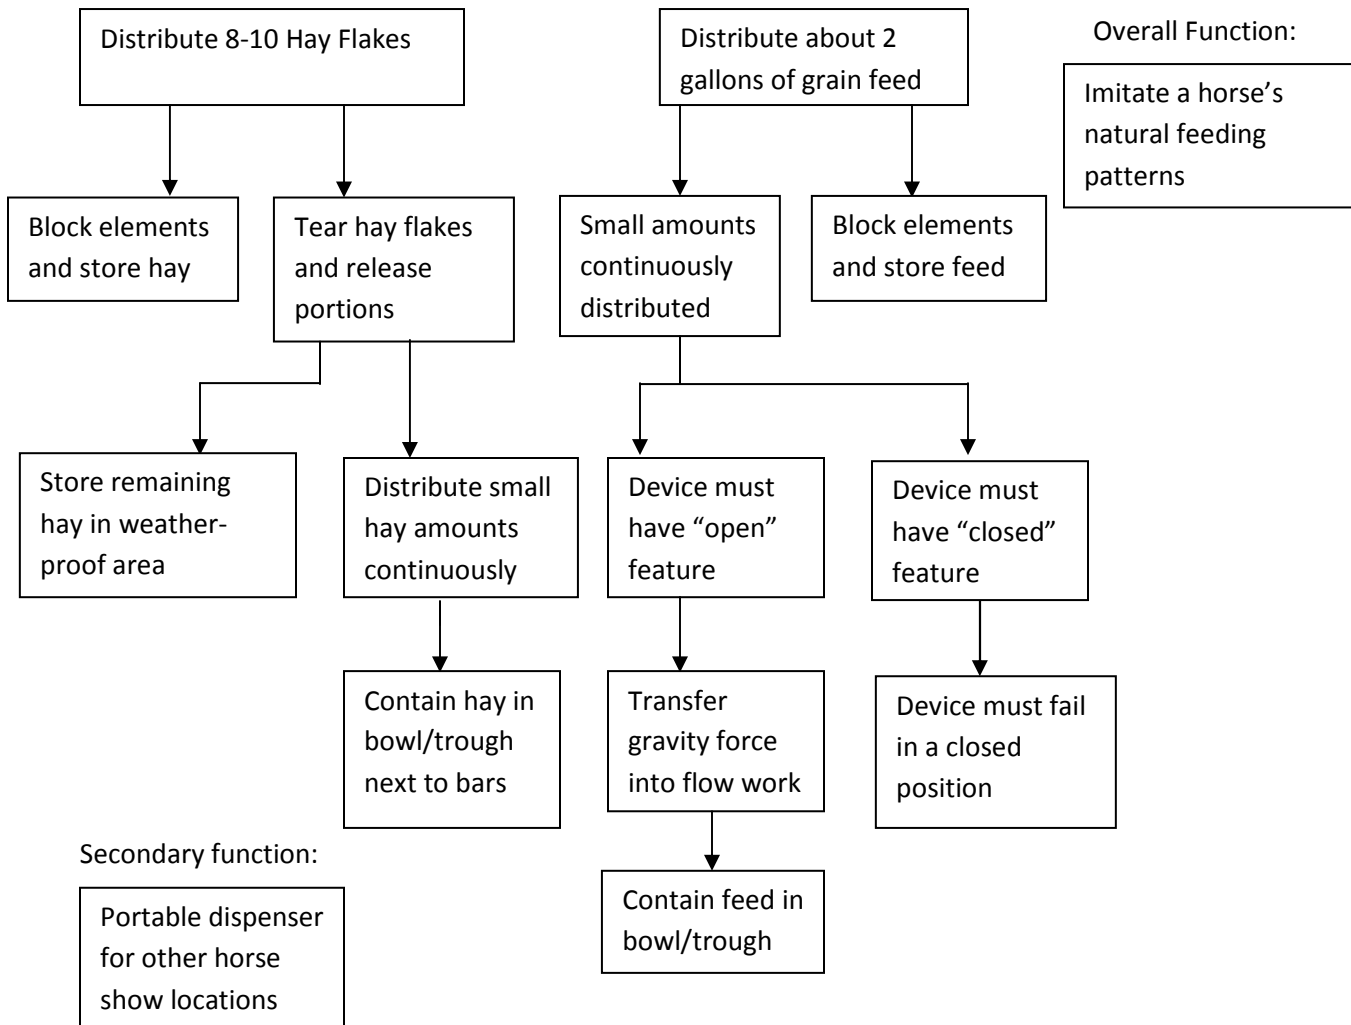 Distribute 8-10 Hay Flakes
Distribute about 2
gallons of grain feed
Overall Function:
Imitate a horse’s
natural feeding
patterns
Block elements
and store hay
Tear hay flakes
and release
portions
Small amounts
continuously
distributed
Block elements
and store feed
Store remaining
hay in weather-
proof area
Distribute small
hay amounts
continuously
Device must
have “open”
feature
Device must
have “closed”
feature
Contain hay in
bowl/trough
next to bars
Transfer
gravity force
into flow work
Device must fail
in a closed
position
Secondary function:
Portable dispenser
for other horse
show locations
Contain feed in
bowl/trough